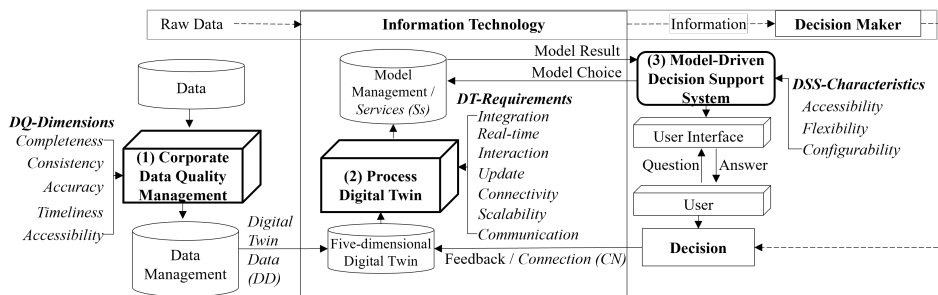 Raw Data
Information Technology
Information
Decision Maker
Data
DQ-Dimensions
Completeness
Consistency
Accuracy
Timeliness
Accessibility
(1) Corporate
Data Quality
Management
Data
Management
Digital
Twin
Data
(DD)
Model
Management /
Services (Ss)
Model Result
Model Choice
DT-Requirements
Integration
Real-time
Interaction
Update
Connectivity
Scalability
Communication
(2) Process
Digital Twin
Five-dimensional
Digital Twin
Feedback / Connection (CN)
(3) Model-Driven
Decision Support
System
DSS-Characteristics
Accessibility
Flexibility
Configurability
User Interface
Question
Answer
User
Decision